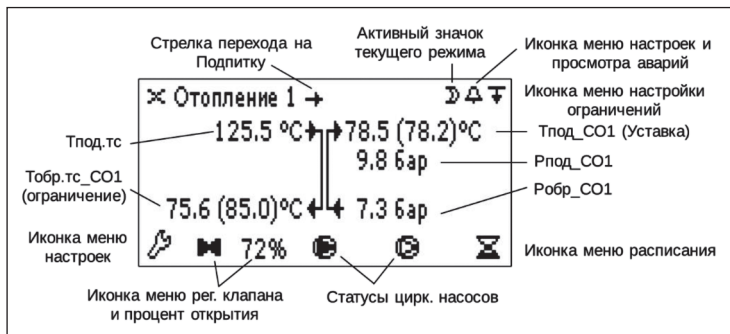 Стрелка перехода на
Подпитку
Активный значок
текущего режима
Иконка меню настроек и
просмотра аварий
Отопление 1
Иконка меню настройки
ограничений
Тпод.тс
125.5 °C
78.5 (78.2)°C
Тпод_СО1 (Уставка)
9.8 бар
Рпод_СО1
Тобр.тс_СО1
(ограничение)
75.6 (85.0)°C
7.3 бар
Робр_СО1
Иконка меню
настроек
72%
Иконка меню расписания
Иконка меню рег. клапана
и процент открытия
Статусы цирк. насосов